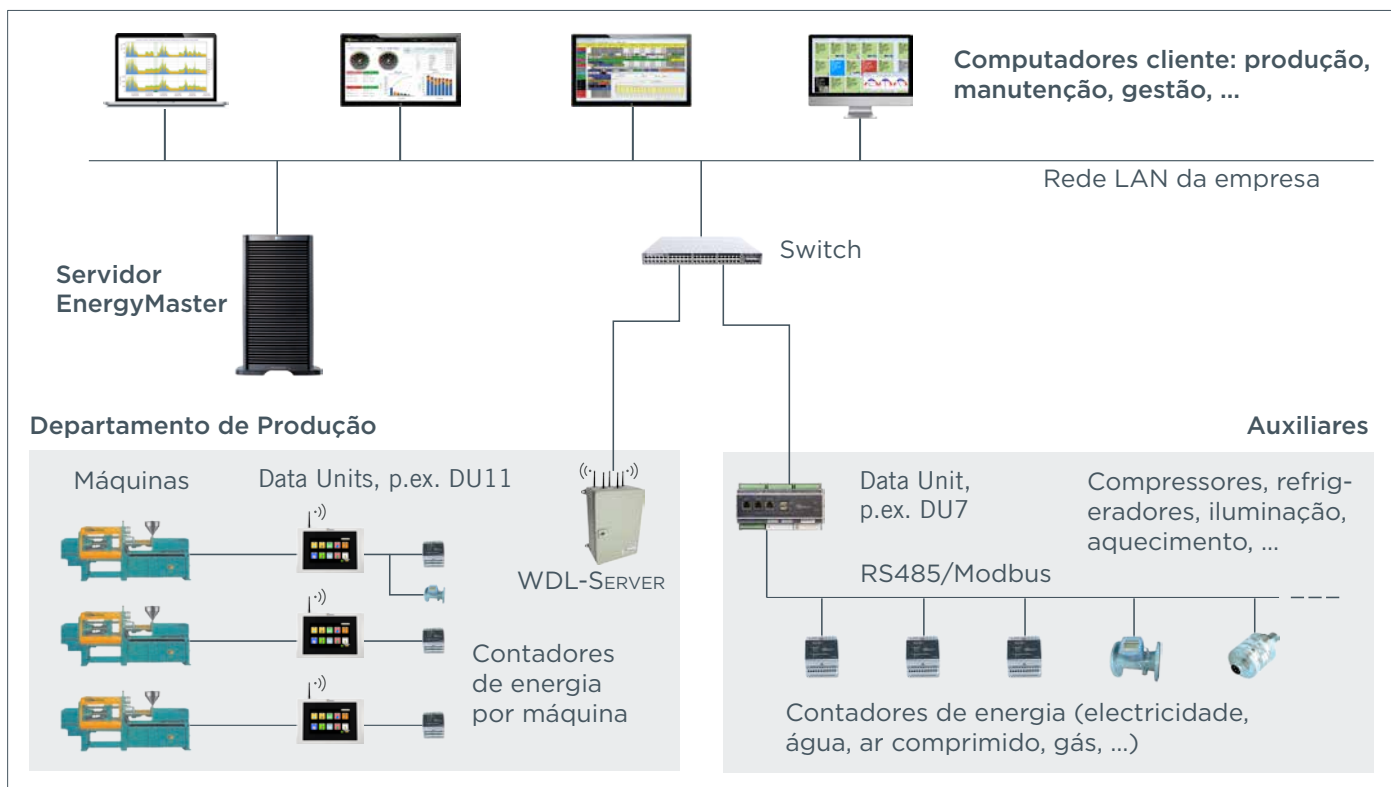 Computadores cliente: produção,
manutenção, gestão, ...
Rede LAN da empresa
Switch
Servidor
EnergyMaster
Departamento de Produção
Máquinas
Data Units, p.ex. DU11
WDL-SERVER
Contadores
de energia
por máquina
Auxiliares
Data Unit,
p.ex. DU7
Compressores, refrig-
eradores, iluminação,
aquecimento, ...
RS485/Modbus
Contadores de energia (electricidade,
água, ar comprimido, gás, ...)